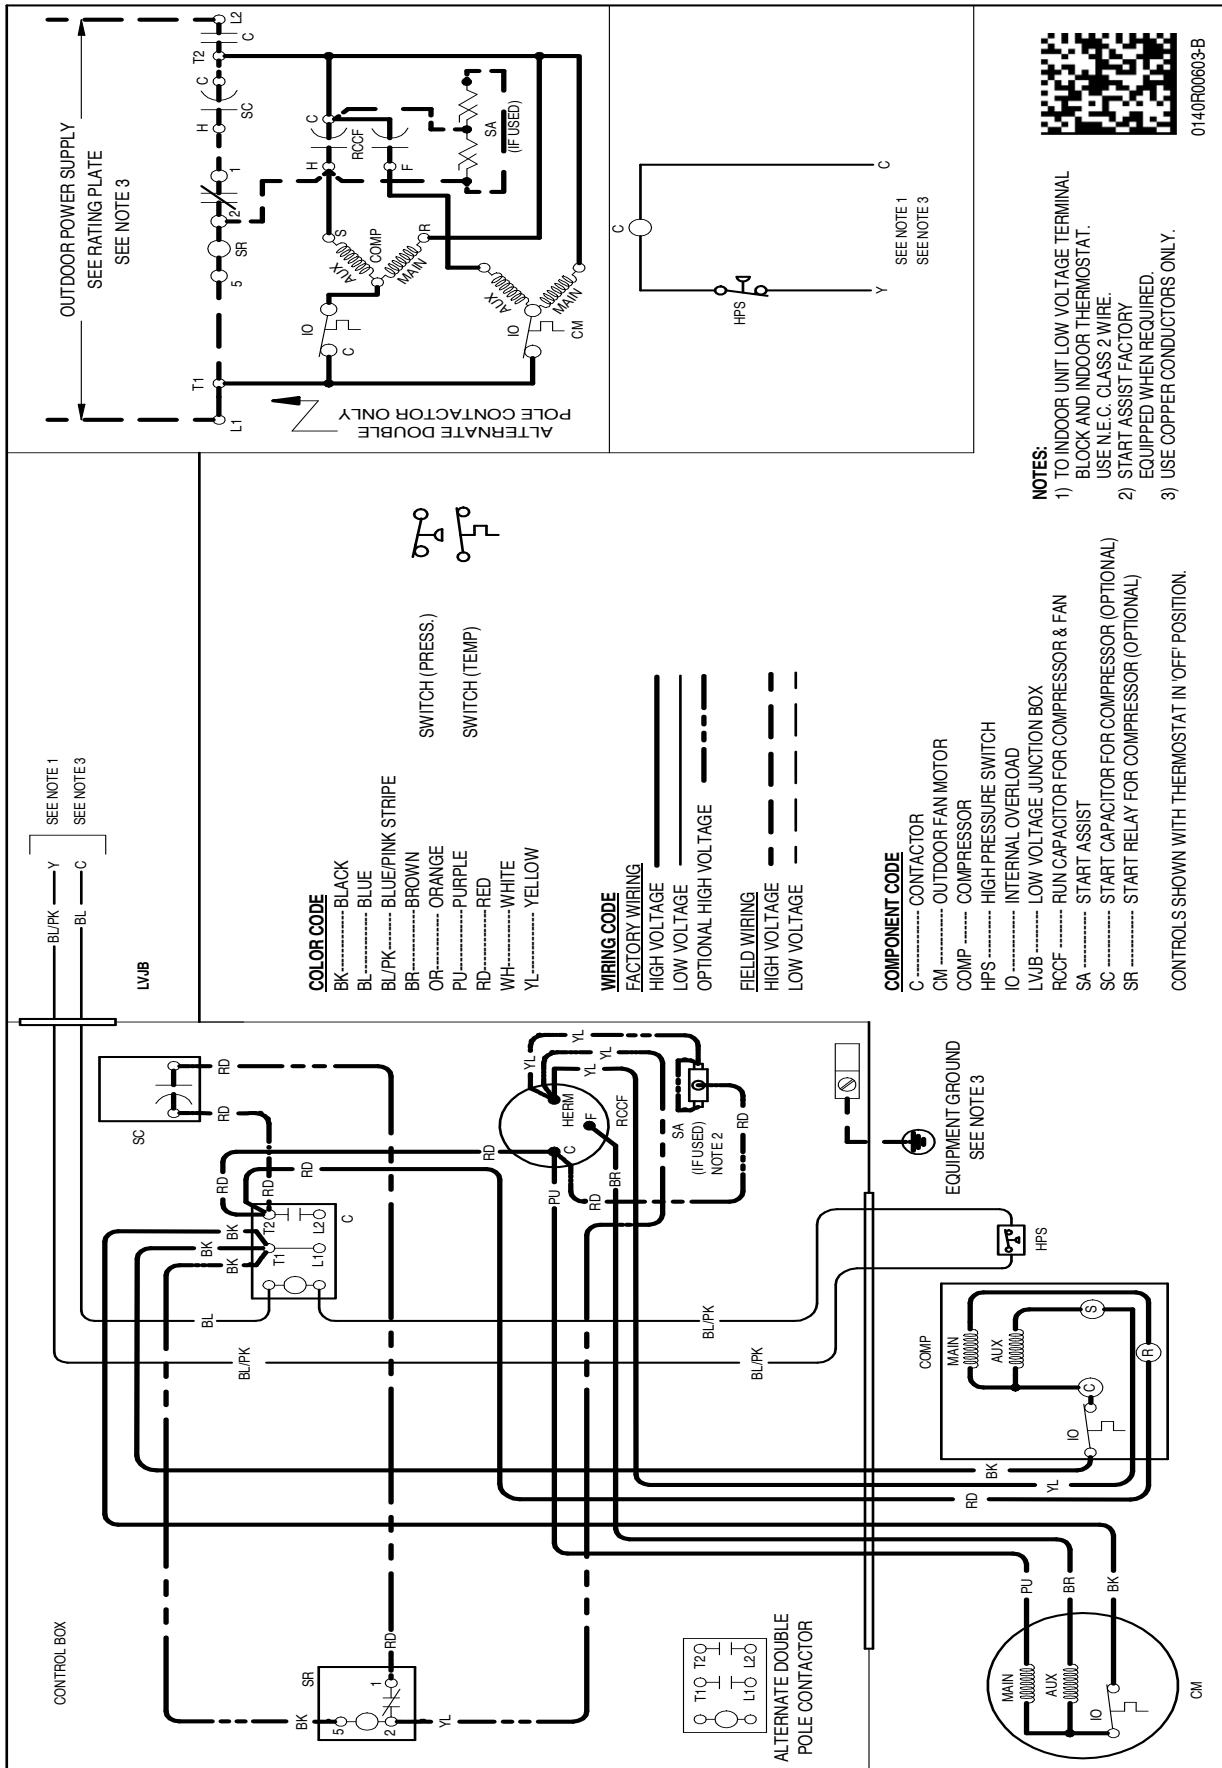 CONTROL BOX
SR
BK
5
2
1
YL
RD
ALTERNATE DOUBLE
POLE CONTACTOR
T1
T2
L1
L2
MAIN
AUX
IO
CM
PU
BR
BK
SC
RD
RD
RD
RD
RD
RD
BK
BK
BK
T2
T1
L2
L1
C
BL
BL/PK
BL/PK
BL/PK
PU
BR
HERM
F
C
RCCF
YL
YL
YL
YL
RD
RD
SA
(IF USED)
NOTE 2
EQUIPMENT GROUND
SEE NOTE 3
HPS
COMP
MAIN
AUX
S
R
C
IO
BK
YL
RD
BL/PK
Y
BL
C
SEE NOTE 1
SEE NOTE 3
LVJB
COLOR CODE
BK---------- BLACK
BL---------- BLUE
BL/PK------- BLUE/PINK STRIPE
BR---------- BROWN
OR---------- ORANGE
PU---------- PURPLE
RD---------- RED
WH---------- WHITE
YL---------- YELLOW
SWITCH (PRESS.)
SWITCH (TEMP)
WIRING CODE
FACTORY WIRING
HIGH VOLTAGE
LOW VOLTAGE
OPTIONAL HIGH VOLTAGE
FIELD WIRING
HIGH VOLTAGE
LOW VOLTAGE
COMPONENT CODE
C ---------- CONTACTOR
CM -------- OUTDOOR FAN MOTOR
COMP ----- COMPRESSOR
HPS -------- HIGH PRESSURE SWITCH
IO ---------- INTERNAL OVERLOAD
LVJB ------- LOW VOLTAGE JUNCTION BOX
RCCF ------ RUN CAPACITOR FOR COMPRESSOR & FAN
SA ---------- START ASSIST
SC ---------- START CAPACITOR FOR COMPRESSOR (OPTIONAL)
SR ---------- START RELAY FOR COMPRESSOR (OPTIONAL)
CONTROLS SHOWN WITH THERMOSTAT IN 'OFF' POSITION.
OUTDOOR POWER SUPPLY
SEE RATING PLATE
SEE NOTE 3
L1
T1
5
SR
2
1
H
SC
C
T2
C
L2
ALTERNATE DOUBLE
POLE CONTACTOR ONLY
C
IO
AUX
S
COMP
MAIN
R
H
RCCF
C
F
SA
(IF USED)
IO
AUX
MAIN
CM
C
HPS
Y
C
SEE NOTE 1
SEE NOTE 3
NOTES:
1) TO INDOOR UNIT LOW VOLTAGE TERMINAL
BLOCK AND INDOOR THERMOSTAT.
USE N.E.C. CLASS 2 WIRE.
2) START ASSIST FACTORY
EQUIPPED WHEN REQUIRED.
3) USE COPPER CONDUCTORS ONLY.
0140R00603-B